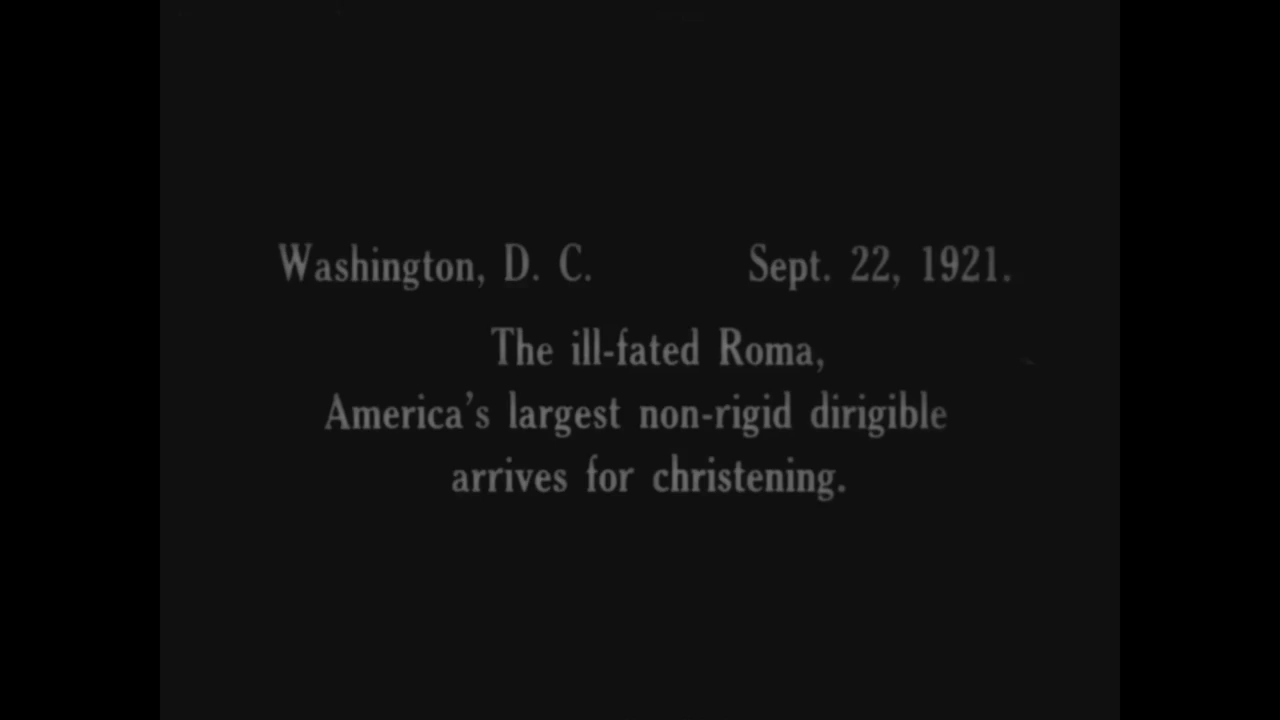 Washington, D. C. Sept. 22, 1921.
The ill-fated Roma,
America's largest non-rigid dirigible
arrives for christening.